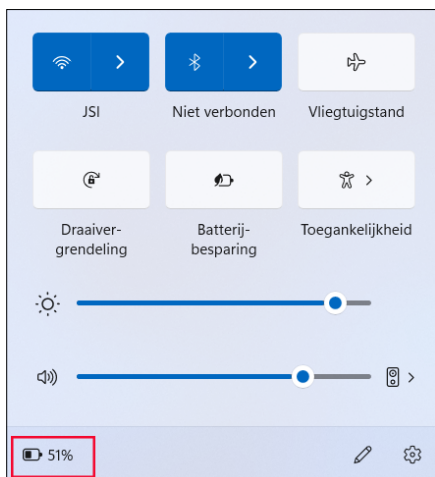 JSI
Niet verbonden
Vliegtuigstand
Draaiver-
grendeling
Batterij-
besparing
Toegankelijkheid
51%